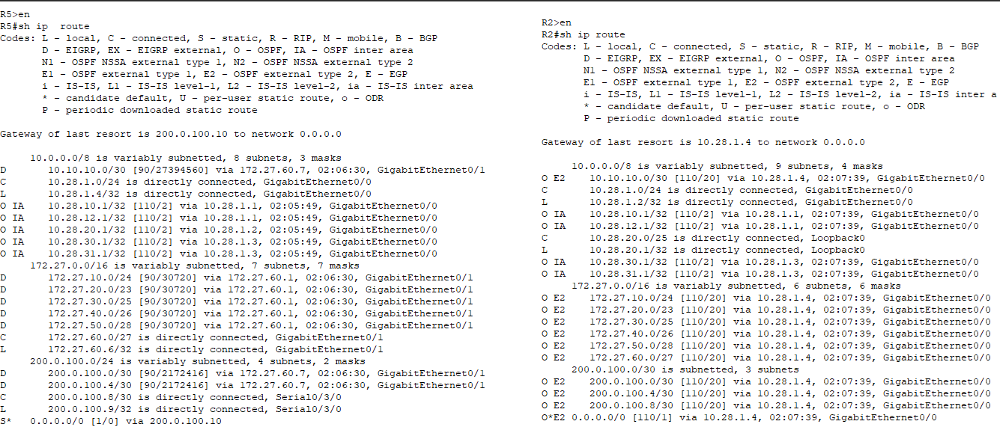 R5>en
R5#sh ip  route
Codes: L - local, C - connected, S - static, R - RIP, M - mobile, B - BGP
       D - EIGRP, EX - EIGRP external, O - OSPF, IA - OSPF inter area
       N1 - OSPF NSSA external type 1, N2 - OSPF NSSA external type 2
       E1 - OSPF external type 1, E2 - OSPF external type 2, E - EGP
       i - IS-IS, L1 - IS-IS level-1, L2 - IS-IS level-2, ia - IS-IS inter area
       * - candidate default, U - per-user static route, o - ODR
       P - periodic downloaded static route
Gateway of last resort is 200.0.100.10 to network 0.0.0.0
     10.0.0.0/8 is variably subnetted, 8 subnets, 3 masks
D       10.10.10.0/30 [90/27394560] via 172.27.60.7, 02:06:30, GigabitEthernet0/1
C       10.28.1.0/24 is directly connected, GigabitEthernet0/0
L       10.28.1.4/32 is directly connected, GigabitEthernet0/0
O IA    10.28.10.1/32 [110/2] via 10.28.1.1, 02:05:49, GigabitEthernet0/0
O IA    10.28.12.1/32 [110/2] via 10.28.1.1, 02:05:49, GigabitEthernet0/0
O IA    10.28.20.1/32 [110/2] via 10.28.1.2, 02:05:49, GigabitEthernet0/0
O IA    10.28.30.1/32 [110/2] via 10.28.1.3, 02:05:49, GigabitEthernet0/0
O IA    10.28.31.1/32 [110/2] via 10.28.1.3, 02:05:49, GigabitEthernet0/0
     172.27.0.0/16 is variably subnetted, 7 subnets, 7 masks
D       172.27.10.0/24 [90/30720] via 172.27.60.1, 02:06:30, GigabitEthernet0/1
D       172.27.20.0/23 [90/30720] via 172.27.60.1, 02:06:30, GigabitEthernet0/1
D       172.27.30.0/25 [90/30720] via 172.27.60.1, 02:06:30, GigabitEthernet0/1
D       172.27.40.0/26 [90/30720] via 172.27.60.1, 02:06:30, GigabitEthernet0/1
D       172.27.50.0/28 [90/30720] via 172.27.60.1, 02:06:30, GigabitEthernet0/1
C       172.27.60.0/27 is directly connected, GigabitEthernet0/1
L       172.27.60.6/32 is directly connected, GigabitEthernet0/1
     200.0.100.0/24 is variably subnetted, 4 subnets, 2 masks
D       200.0.100.0/30 [90/2172416] via 172.27.60.7, 02:06:30, GigabitEthernet0/1
D       200.0.100.4/30 [90/2172416] via 172.27.60.7, 02:06:30, GigabitEthernet0/1
C       200.0.100.8/30 is directly connected, Serial0/3/0
L       200.0.100.9/32 is directly connected, Serial0/3/0
S*   0.0.0.0/0 [1/0] via 200.0.100.10
R2>en
R2#sh ip route
Codes: L - local, C - connected, S - static, R - RIP, M - mobile, B - BGP
       D - EIGRP, EX - EIGRP external, O - OSPF, IA - OSPF inter area
       N1 - OSPF NSSA external type 1, N2 - OSPF NSSA external type 2
       E1 - OSPF external type 1, E2 - OSPF external type 2, E - EGP
       i - IS-IS, L1 - IS-IS level-1, L2 - IS-IS level-2, ia - IS-IS inter a
       * - candidate default, U - per-user static route, o - ODR
       P - periodic downloaded static route
Gateway of last resort is 10.28.1.4 to network 0.0.0.0
     10.0.0.0/8 is variably subnetted, 9 subnets, 4 masks
O E2    10.10.10.0/30 [110/20] via 10.28.1.4, 02:07:39, GigabitEthernet0/0
C       10.28.1.0/24 is directly connected, GigabitEthernet0/0
L       10.28.1.2/32 is directly connected, GigabitEthernet0/0
O IA    10.28.10.1/32 [110/2] via 10.28.1.1, 02:07:39, GigabitEthernet0/0
O IA    10.28.12.1/32 [110/2] via 10.28.1.1, 02:07:39, GigabitEthernet0/0
C       10.28.20.0/25 is directly connected, Loopback0
L       10.28.20.1/32 is directly connected, Loopback0
O IA    10.28.30.1/32 [110/2] via 10.28.1.3, 02:07:39, GigabitEthernet0/0
O IA    10.28.31.1/32 [110/2] via 10.28.1.3, 02:07:39, GigabitEthernet0/0
     172.27.0.0/16 is variably subnetted, 6 subnets, 6 masks
O E2    172.27.10.0/24 [110/20] via 10.28.1.4, 02:07:39, GigabitEthernet0/0
O E2    172.27.20.0/23 [110/20] via 10.28.1.4, 02:07:39, GigabitEthernet0/0
O E2    172.27.30.0/25 [110/20] via 10.28.1.4, 02:07:39, GigabitEthernet0/0
O E2    172.27.40.0/26 [110/20] via 10.28.1.4, 02:07:39, GigabitEthernet0/0
O E2    172.27.50.0/28 [110/20] via 10.28.1.4, 02:07:39, GigabitEthernet0/0
O E2    172.27.60.0/27 [110/20] via 10.28.1.4, 02:07:39, GigabitEthernet0/0
     200.0.100.0/30 is subnetted, 3 subnets
O E2    200.0.100.0/30 [110/20] via 10.28.1.4, 02:07:39, GigabitEthernet0/0
O E2    200.0.100.4/30 [110/20] via 10.28.1.4, 02:07:39, GigabitEthernet0/0
O E2    200.0.100.8/30 [110/20] via 10.28.1.4, 02:07:39, GigabitEthernet0/0
O*E2 0.0.0.0/0 [110/1] via 10.28.1.4, 02:07:39, GigabitEthernet0/0